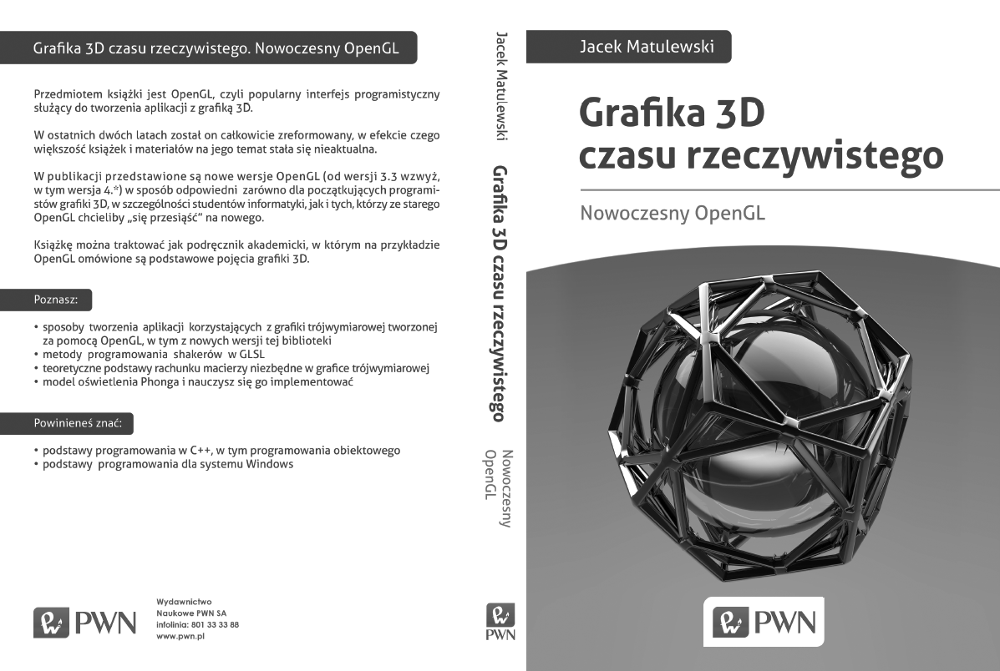 Grafika 3D czasu rzeczywistego. Nowoczesny OpenGL
Przedmiotem książki jest OpenGL, czyli popularny interfejs programistyczny
służący do tworzenia aplikacji z grafiką 3D.
W ostatnich dwóch latach został on całkowicie zreformowany, w efekcie czego
większość książek i materiałów na jego temat stała się nieaktualna.
W publikacji przedstawione są nowe wersje OpenGL (od wersji 3.3 wzwyż,
w tym wersja 4.*) w sposób odpowiedni zarówno dla początkujących programi-
stów grafiki 3D, w szczególności studentów informatyki, jak i tych, którzy ze starego
OpenGL chcieliby „się przesiąść" na nowego.
Książkę można traktować jak podręcznik akademicki, w którym na przykładzie
OpenGL omówione są podstawowe pojęcia grafiki 3D.
Poznasz:
• sposoby tworzenia aplikacji korzystających z grafiki trójwymiarowej tworzonej
za pomocą OpenGL, w tym z nowych wersji tej biblioteki
• metody programowania shakerów w GLSL
• teoretyczne podstawy rachunku macierzy niezbędne w grafice trójwymiarowej
• model oświetlenia Phonga i nauczysz się go implementować
Powinieneś znać:
• podstawy programowania w C++, w tym programowania obiektowego
• podstawy programowania dla systemu Windows
PWN
Wydawnictwo
Naukowe PWN SA
infolinia: 801 33 33 88
www.pwn.pl
Jacek Matulewski
Grafika 3D czasu rzeczywistego
Nowoczesny
OpenGL
PWN
Jacek Matulewski
Grafika 3D
czasu rzeczywistego
Nowoczesny OpenGL
PWN